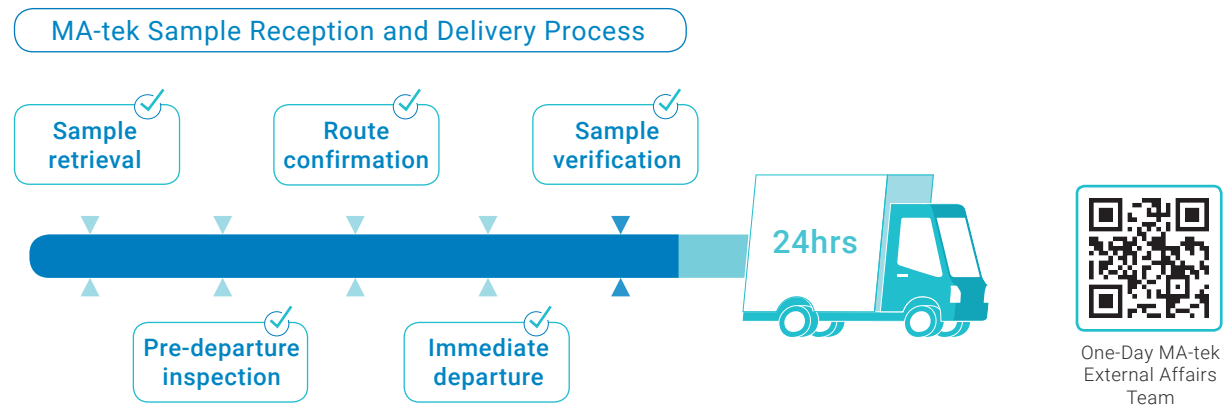 MA-tek Sample Reception and Delivery Process
Sample
retrieval
Route
confirmation
Sample
verification
24hrs
Pre-departure
inspection
Immediate
departure
One-Day MA-tek
External Affairs
Team